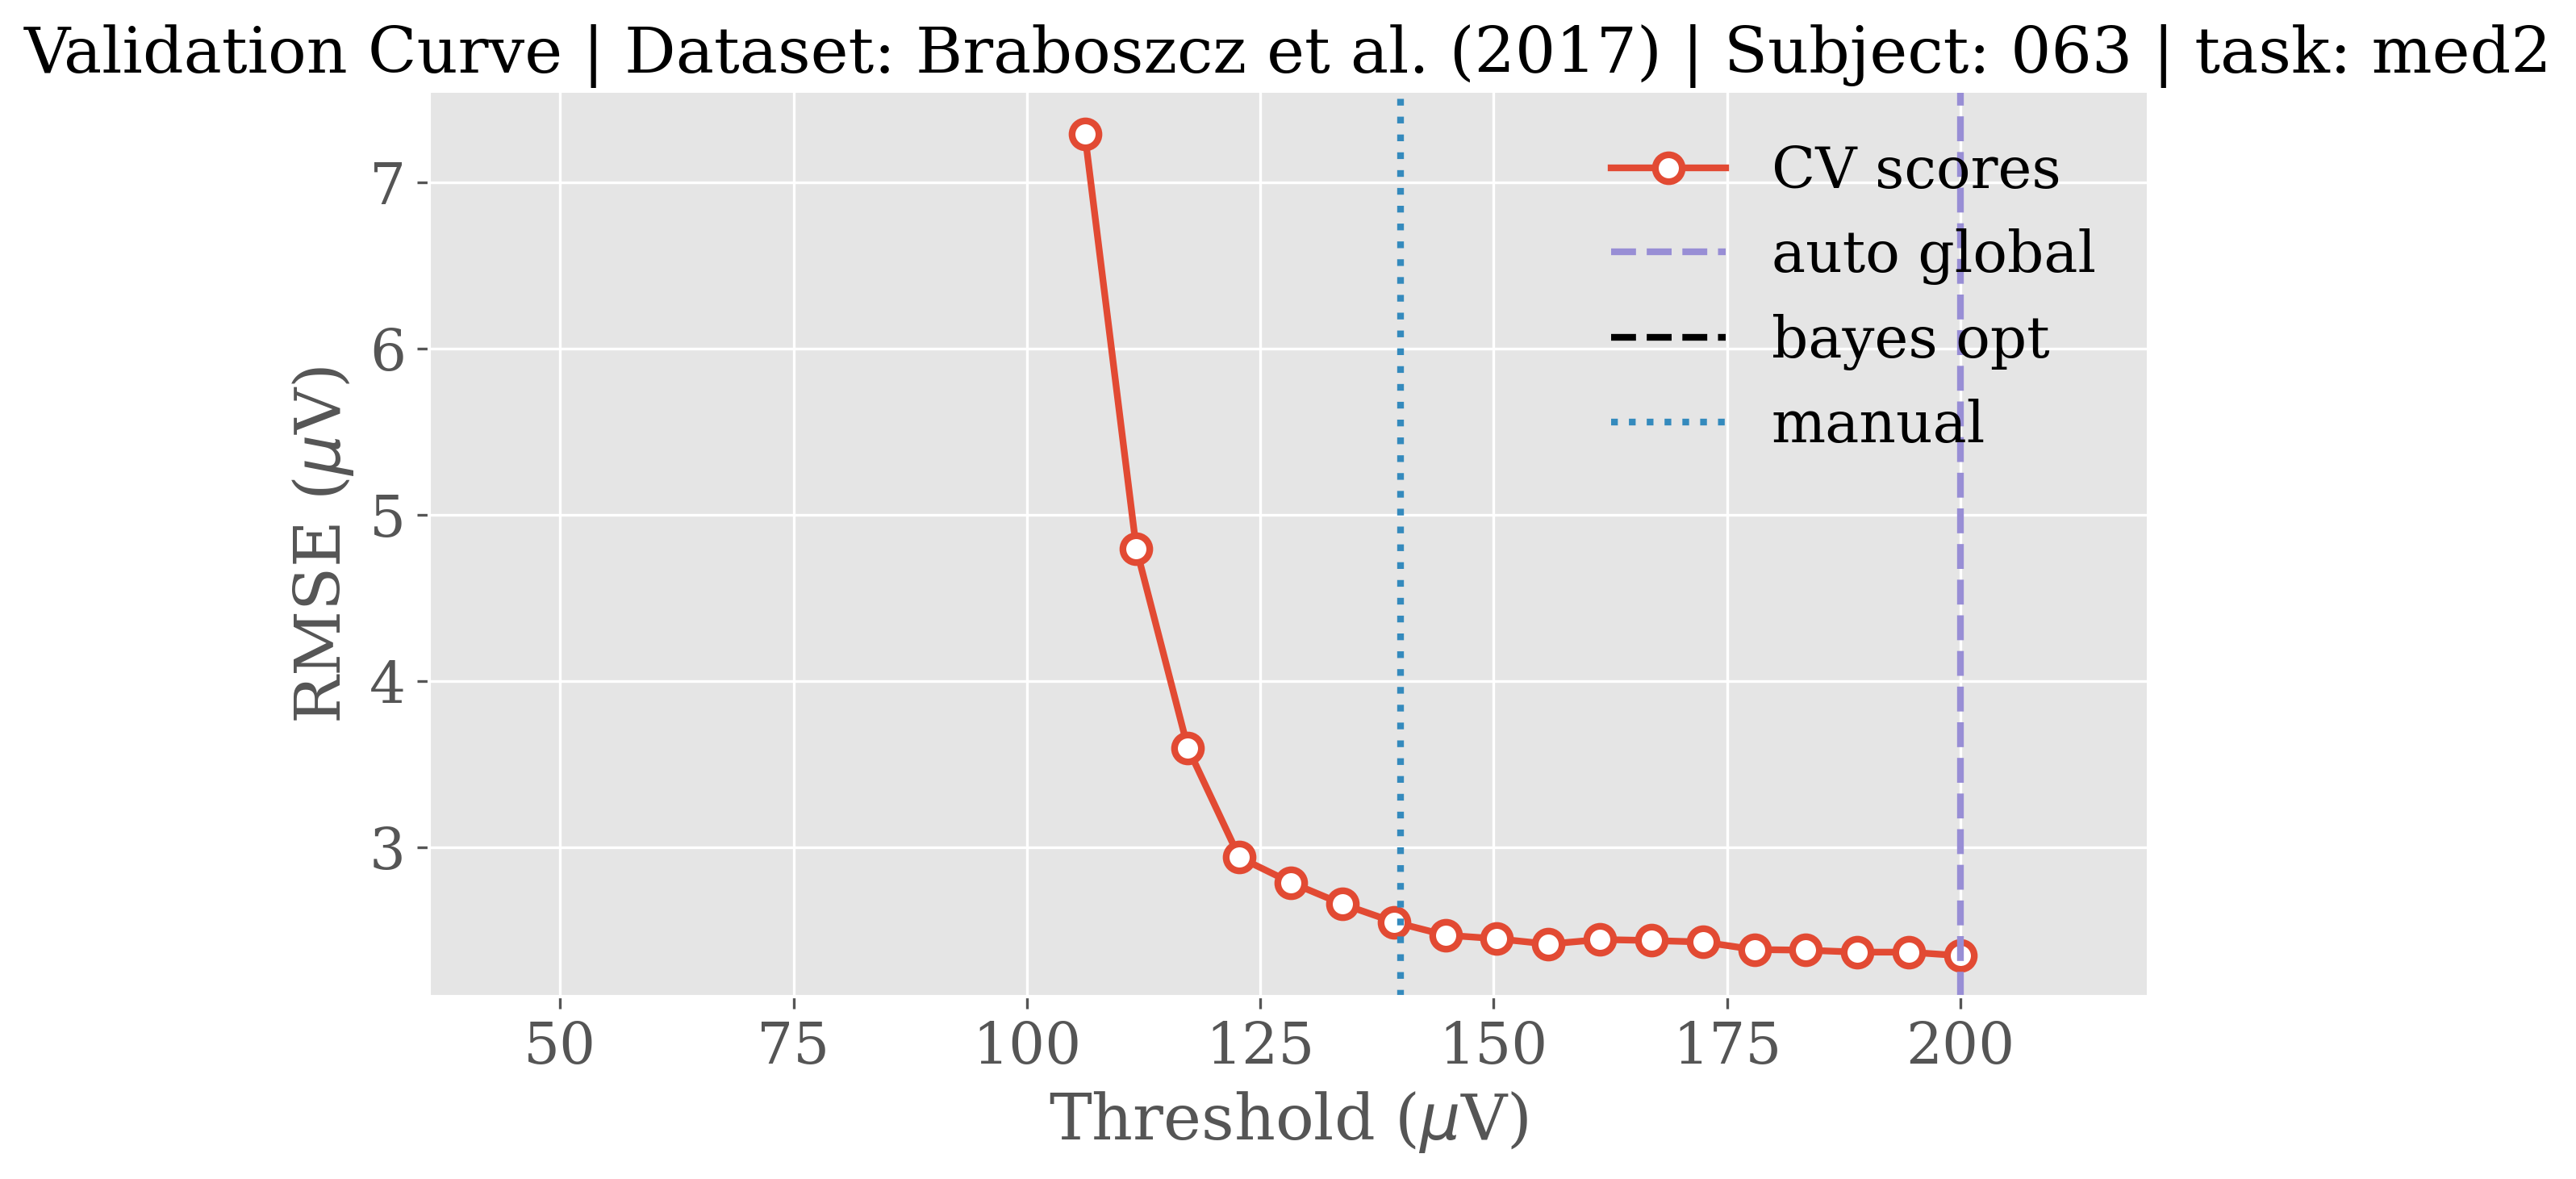 Validation Curve | Dataset: Braboszcz et al. (2017) | Subject: 063 | task: med2
RMSE (μV)
7
6
5
4
3
CV scores
auto global
bayes opt
manual
50 75 100 125 150 175 200
Threshold (μV)